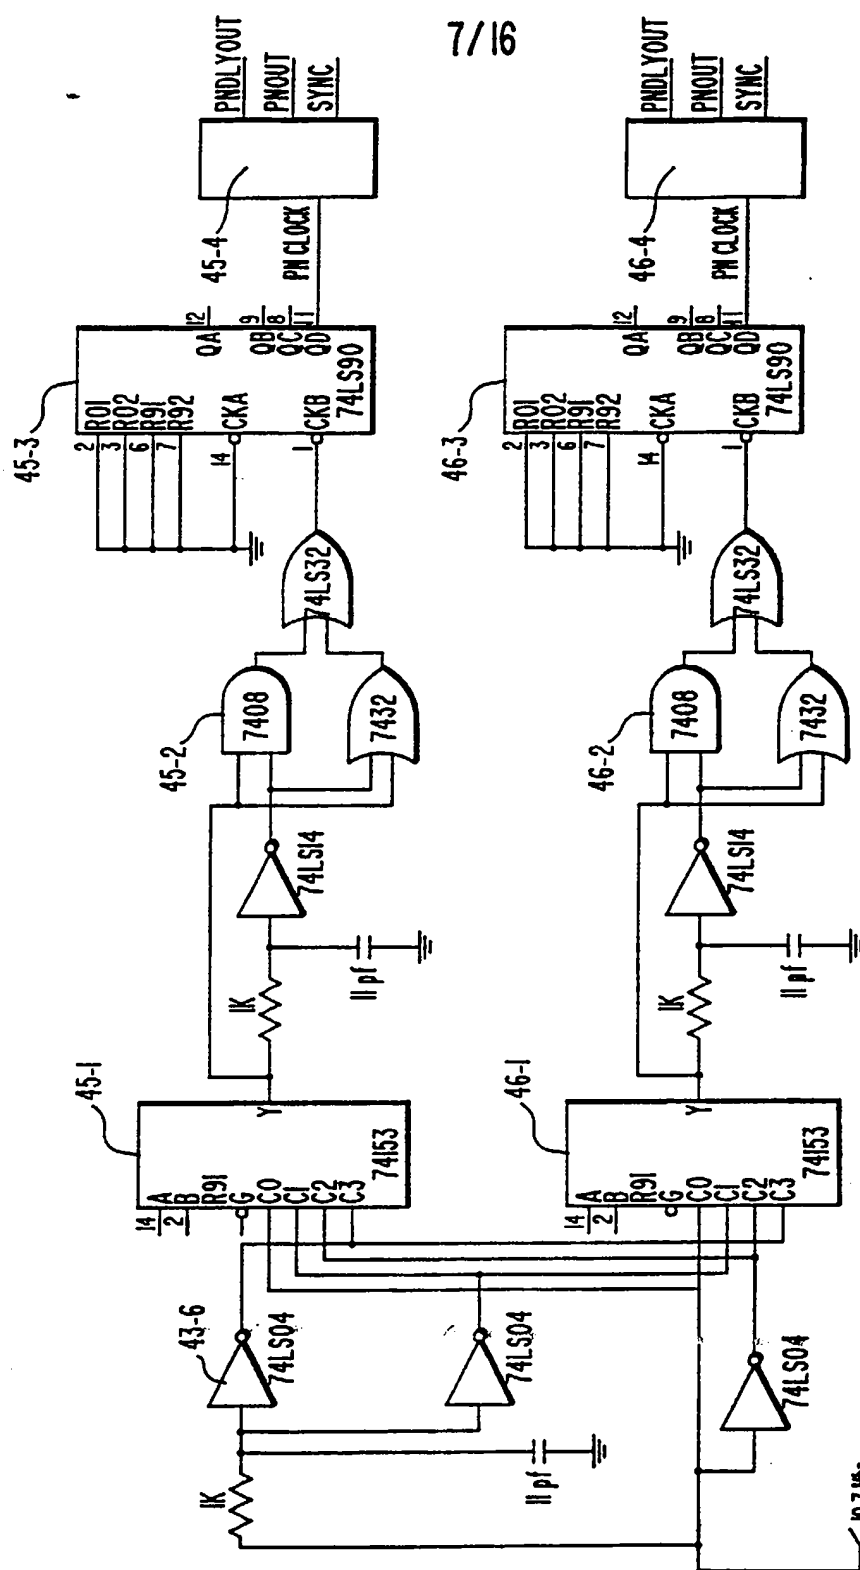 7/16
PNDLYOUT
PNOUT
SYNC
45-4
PN CLOCK
45-3
2 R01
3 R02
6 R91
7 R92
14 CKA
1 CKB
QA 12
QB 9
QC 8
QD 11
74LS90
74LS32
45-2
7408
7432
74LS14
11 pf
1K
45-1
14 A
2 B
R91
G
C0
C1
C2
C3
Y
74153
43-6
74LS04
74LS04
1K
11 pf
PNDLYOUT
PNOUT
SYNC
46-4
PN CLOCK
46-3
2 R01
3 R02
6 R91
7 R92
14 CKA
1 CKB
QA 12
QB 9
QC 8
QD 11
74LS90
74LS32
46-2
7408
7432
74LS14
11 pf
1K
46-1
14 A
2 B
R91
G
C0
C1
C2
C3
Y
74153
74LS04